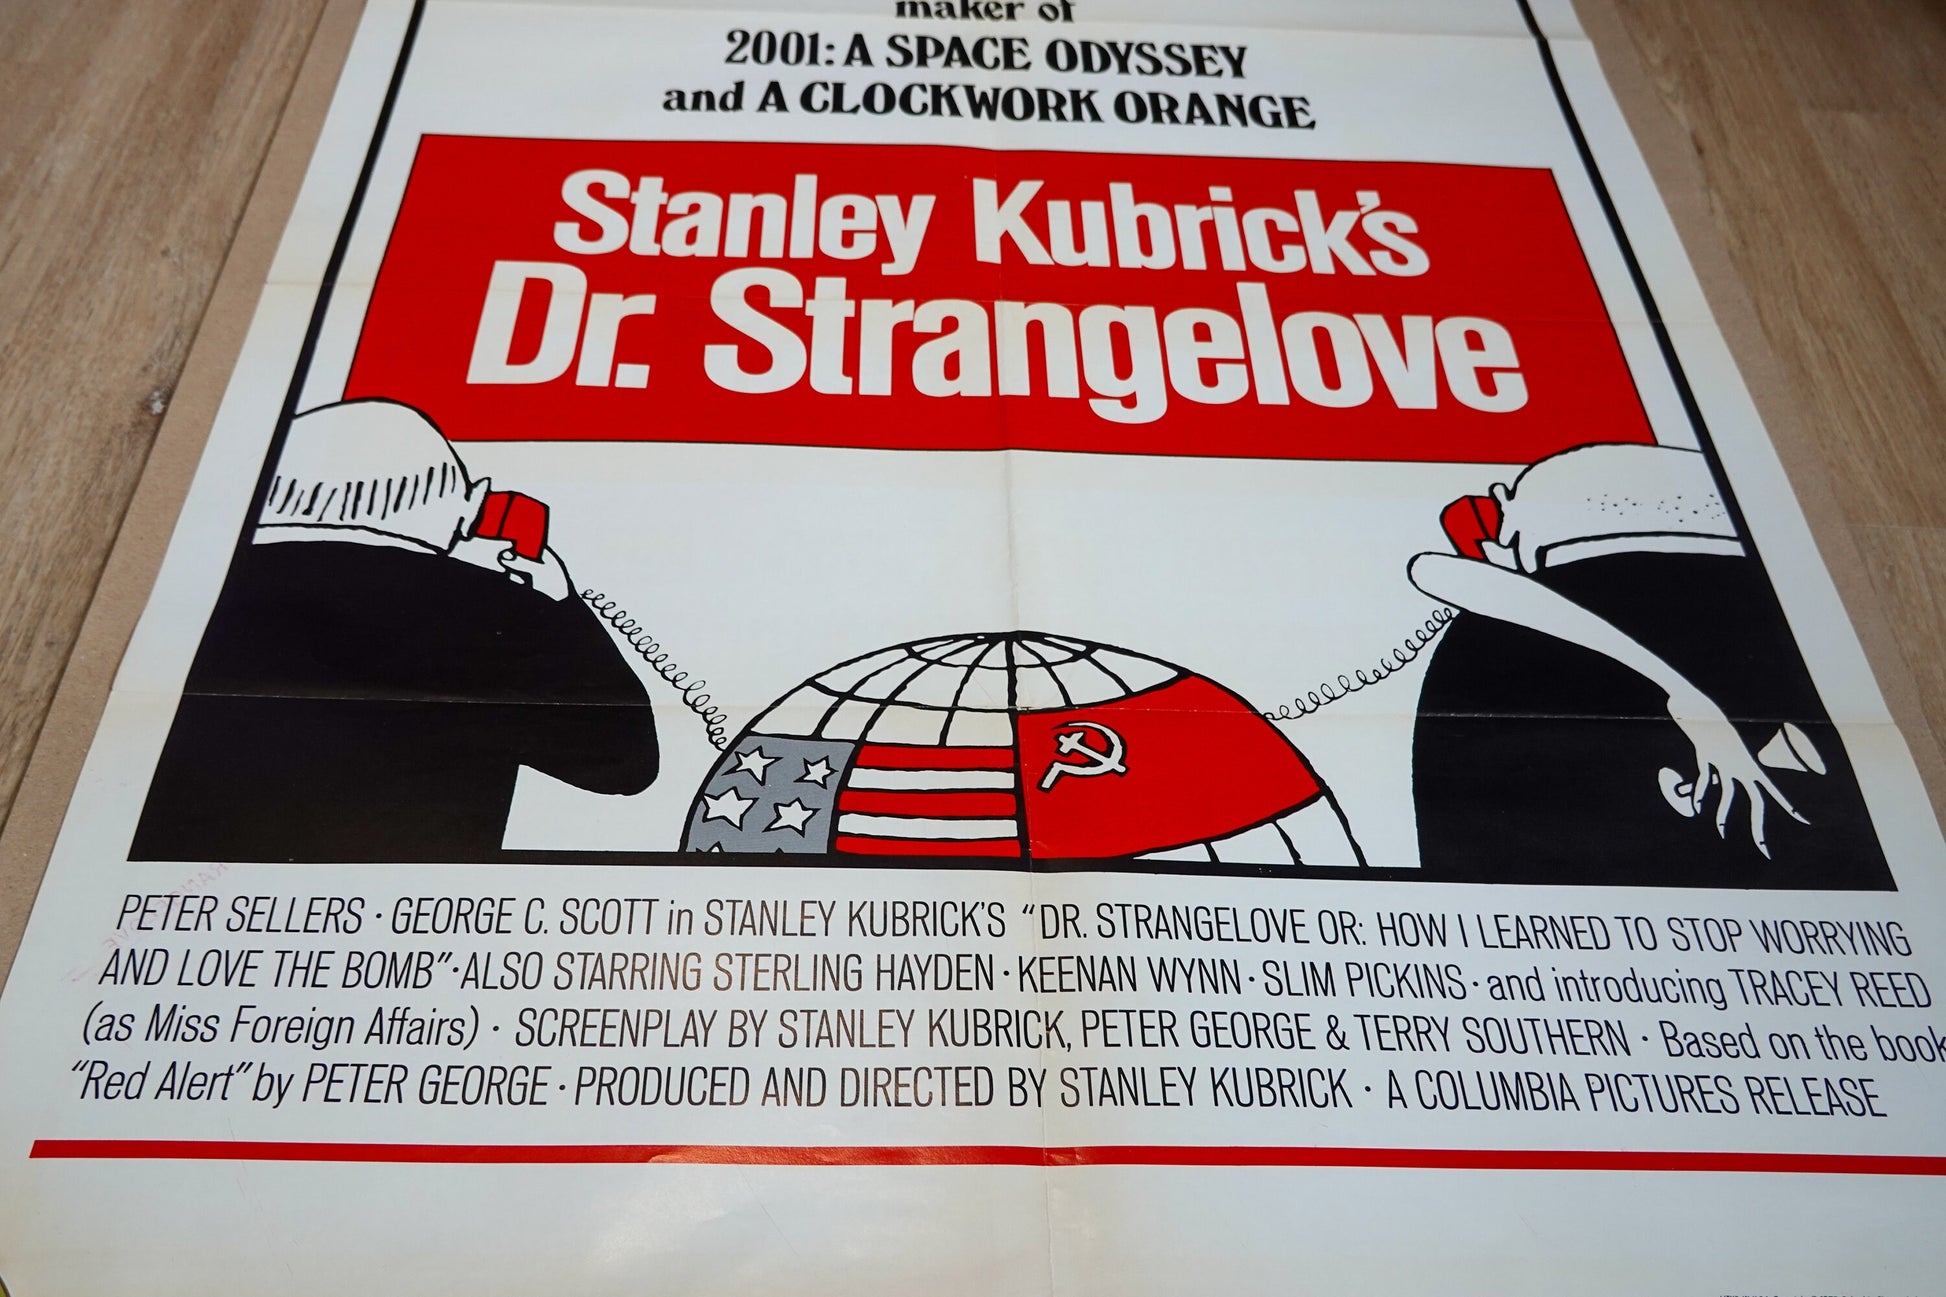 maker of
2001: A SPACE ODYSSEY
and A CLOCKWORK ORANGE
Stanley Kubrick's
Dr. Strangelove
PETER SELLERS · GEORGE C. SCOTT in STANLEY KUBRICK'S "DR. STRANGELOVE OR: HOW I LEARNED TO STOP WORRYING
AND LOVE THE BOMB" · ALSO STARRING STERLING HAYDEN · KEENAN WYNN · SLIM PICKINS · and introducing TRACEY REED
(as Miss Foreign Affairs) · SCREENPLAY BY STANLEY KUBRICK, PETER GEORGE & TERRY SOUTHERN · Based on the book
"Red Alert" by PETER GEORGE · PRODUCED AND DIRECTED BY STANLEY KUBRICK · A COLUMBIA PICTURES RELEASE